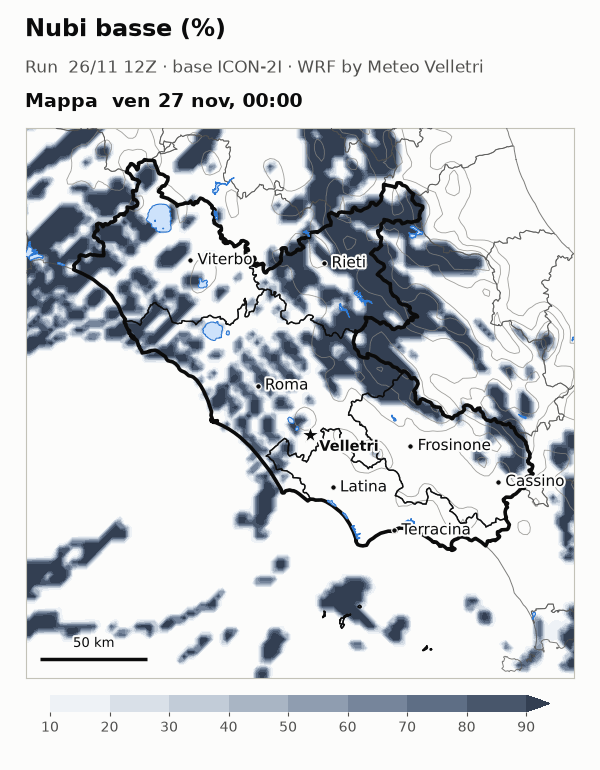 Nubi basse (%)
Run  26/11 12Z · base ICON-2I · WRF by Meteo Velletri
Mappa  ven 27 nov, 00:00
Viterbo
Rieti
Roma
Velletri
Frosinone
Cassino
Latina
Terracina
50 km
10 20 30 40 50 60 70 80 90